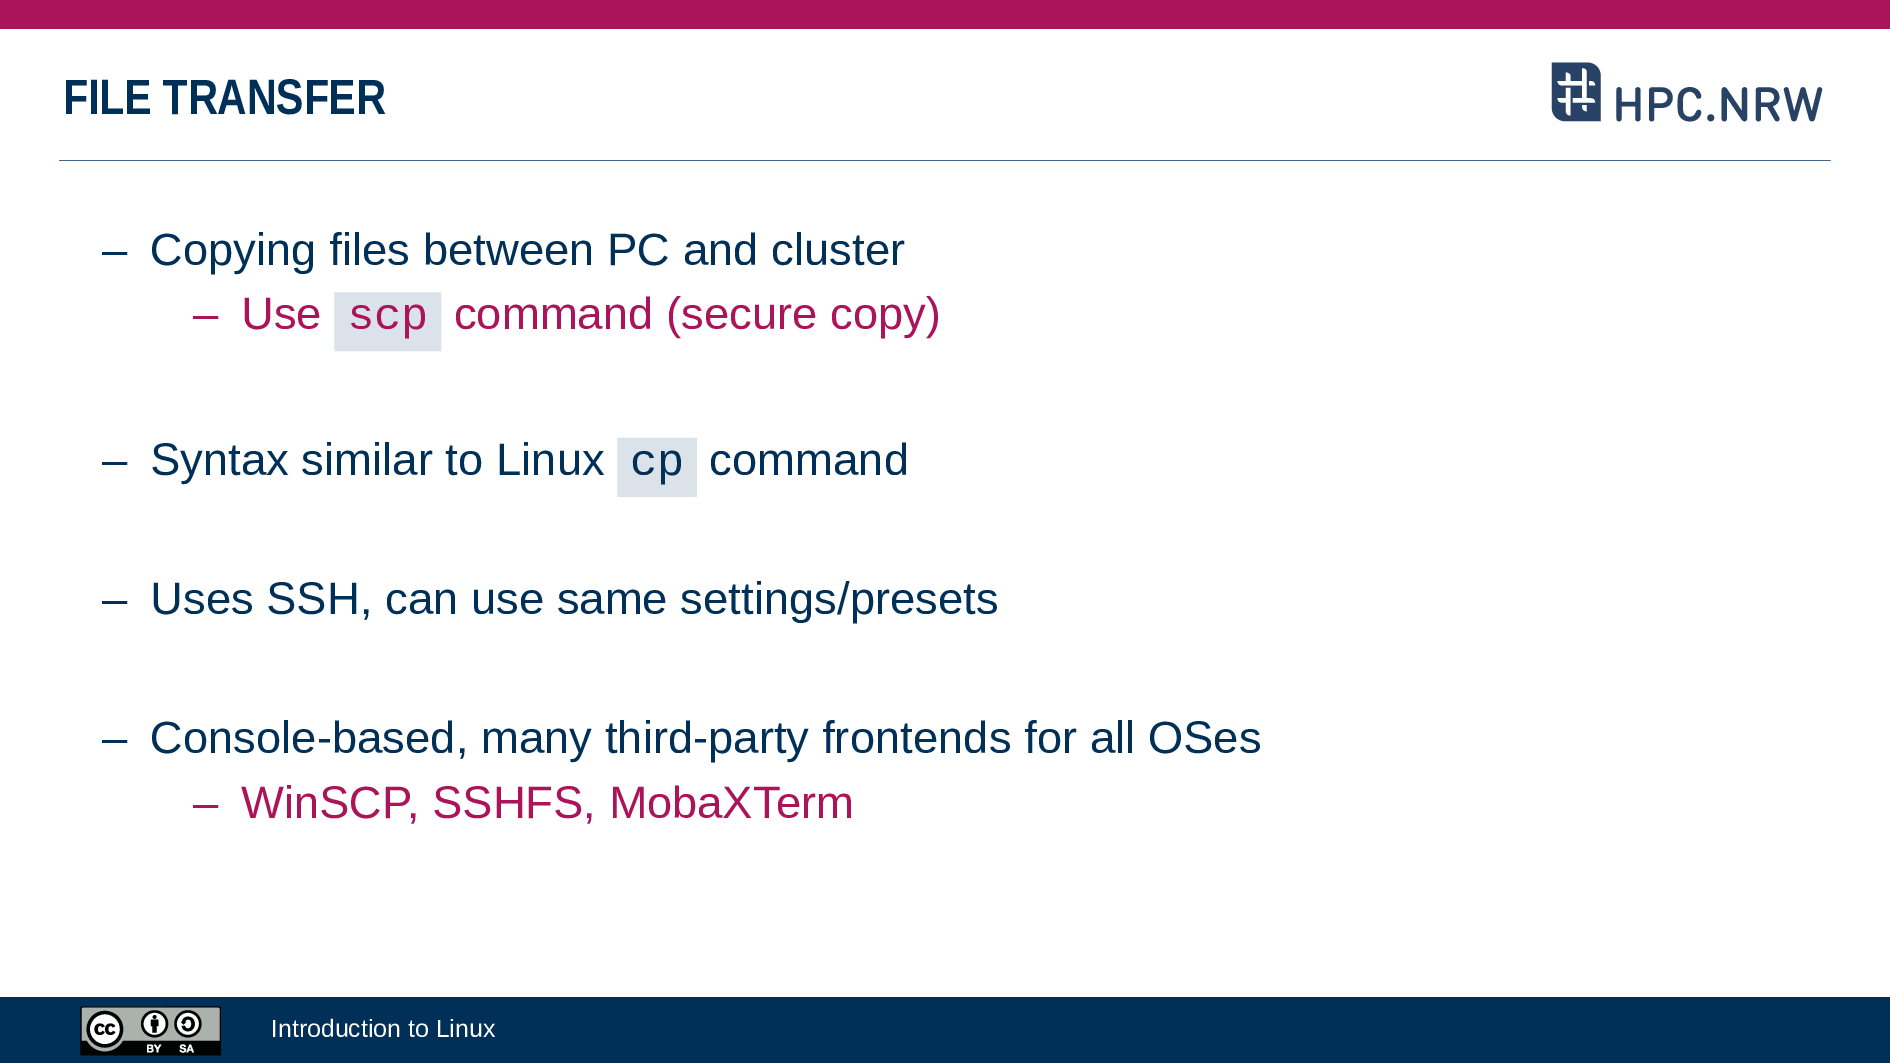 FILE TRANSFER
HPC.NRW
– Copying files between PC and cluster
– Use scp command (secure copy)
– Syntax similar to Linux cp command
– Uses SSH, can use same settings/presets
– Console-based, many third-party frontends for all OSes
– WinSCP, SSHFS, MobaXTerm
cc BY SA
Introduction to Linux